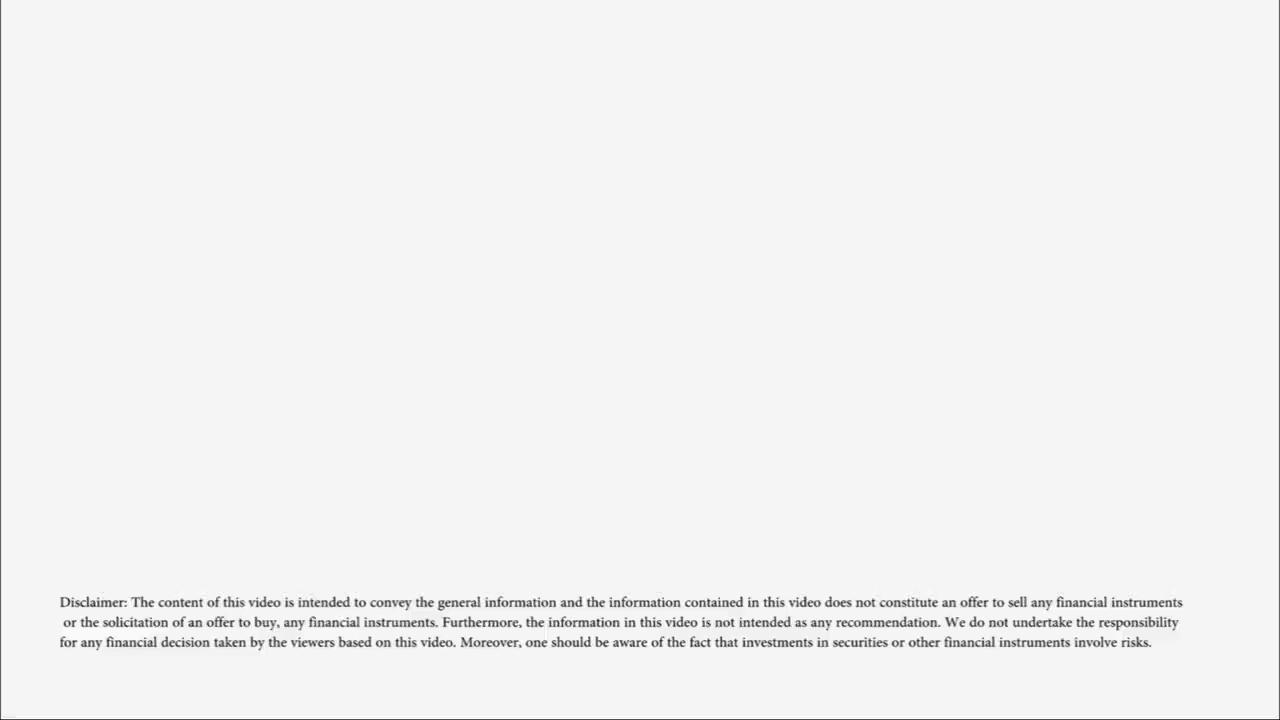 Disclaimer: The content of this video is intended to convey the general information and the information contained in this video does not constitute an offer to sell any financial instruments
or the solicitation of an offer to buy, any financial instruments. Furthermore, the information in this video is not intended as any recommendation. We do not undertake the responsibility
for any financial decision taken by the viewers based on this video. Moreover, one should be aware of the fact that investments in securities or other financial instruments involve risks.